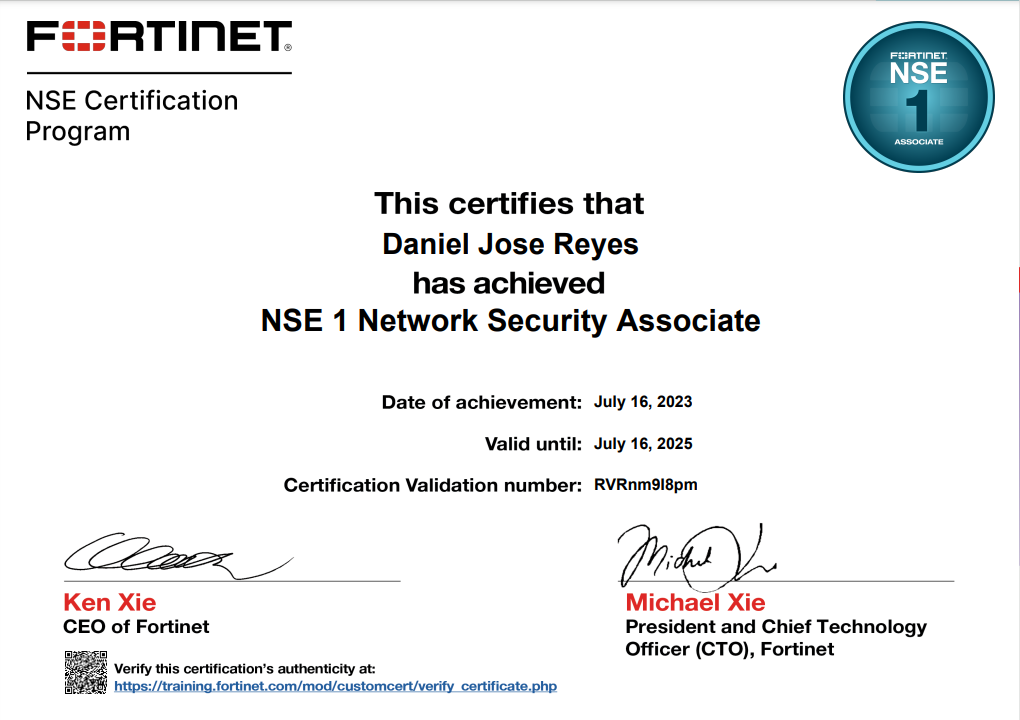 FORTINET®
NSE Certification
Program
FORTINET
NSE
1
ASSOCIATE
This certifies that
Daniel Jose Reyes
has achieved
NSE 1 Network Security Associate
Date of achievement: July 16, 2023
Valid until: July 16, 2025
Certification Validation number: RVRnm9I8pm
Ken Xie
CEO of Fortinet
Michael Xie
President and Chief Technology
Officer (CTO), Fortinet
Verify this certification's authenticity at:
https://training.fortinet.com/mod/customcert/verify_certificate.php